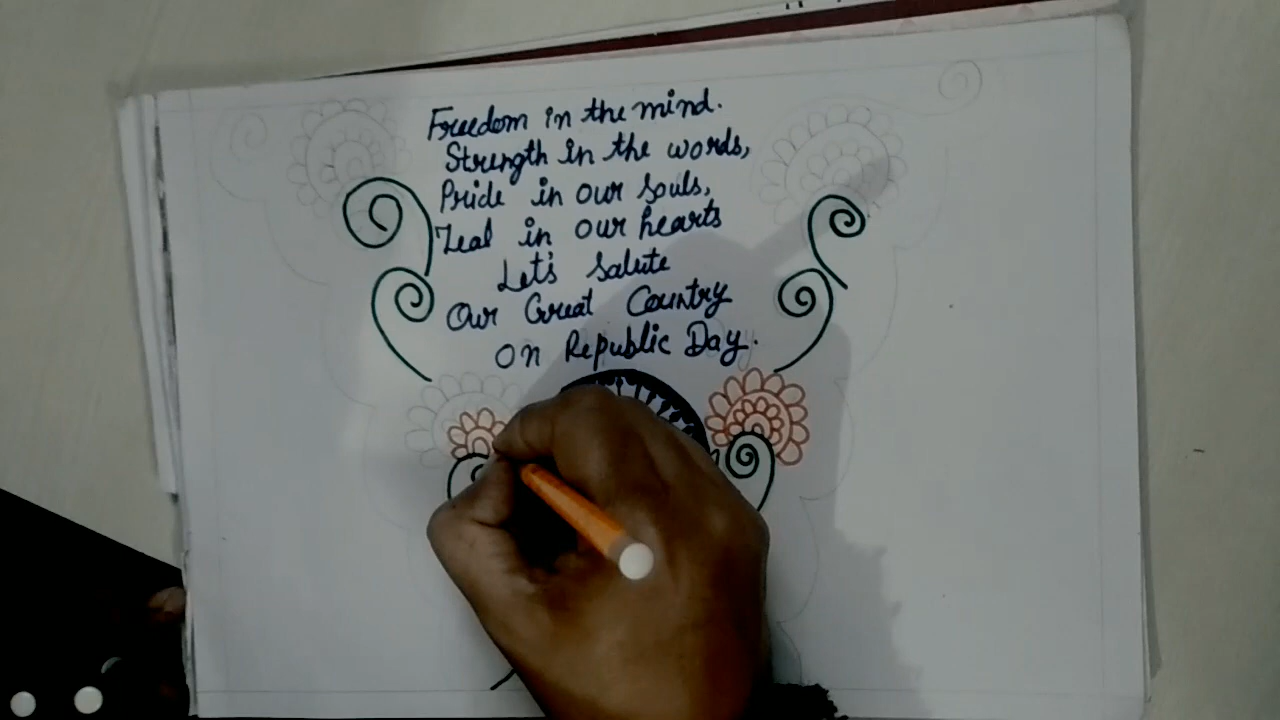 Freedom in the mind.
Strength in the words,
Pride in our souls,
Zeal in our hearts
Let's Salute
Our Great Country
On Republic Day.